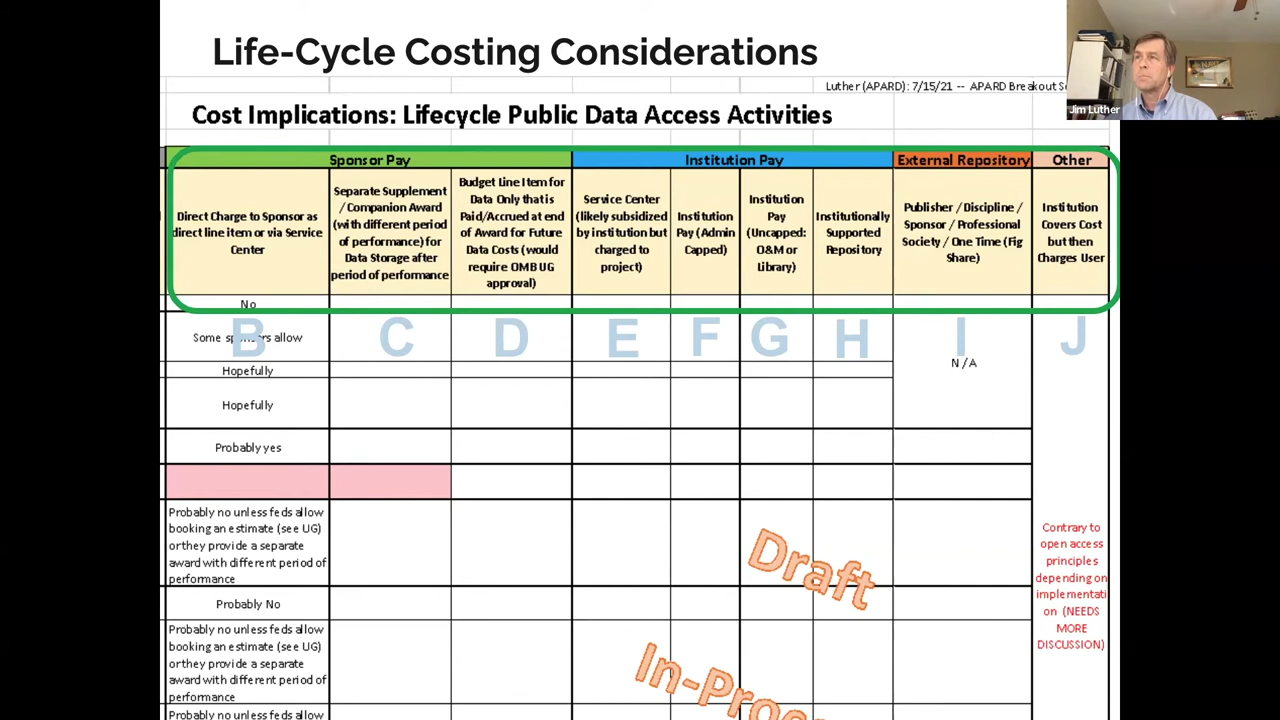 Life-Cycle Costing Considerations
Luther (APARD): 7/15/21 -- APARD Breakout
Jim Luther
Cost Implications: Lifecycle Public Data Access Activities
Sponsor Pay
Institution Pay
External Repository
Other
Direct Charge to Sponsor as
direct line item or via Service
Center
Separate Supplement
/ Companion Award
(with different period
of performance) for
Data Storage after
period of performance
Budget Line Item for
Data Only that is
Paid/Accrued at end
of Award for Future
Data Costs (would
require OMB UG
approval)
Service Center
(likely subsidized
by institution but
charged to
project)
Institution
Pay (Admin
Capped)
Institution
Pay
(Uncapped:
O&M or
Library)
Institutionally
Supported
Repository
Publisher / Discipline /
Sponsor / Professional
Society / One Time (Fig
Share)
Institution
Covers Cost
but then
Charges User
No
B
C
D
E
F
G
H
I
J
Some sponsors allow
N/A
Hopefully
Hopefully
Probably yes
Probably no unless feds allow
booking an estimate (see UG)
or they provide a separate
award with different period of
performance
Contrary to
open access
principles
depending on
implementati
on (NEEDS
MORE
DISCUSSION)
Draft
Probably No
Probably no unless feds allow
booking an estimate (see UG)
or they provide a separate
award with different period of
performance
Probably no unless feds allow